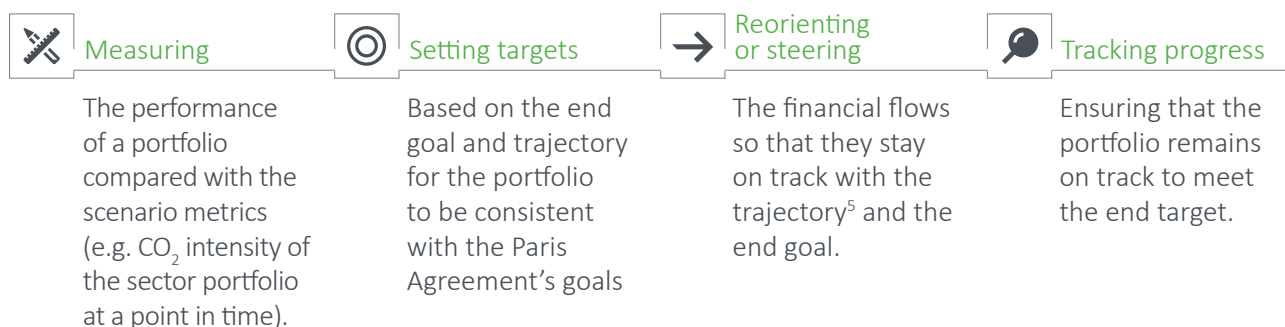 Measuring
The performance
of a portfolio
compared with the
scenario metrics
(e.g. CO₂ intensity of
the sector portfolio
at a point in time).
Setting targets
Based on the end
goal and trajectory
for the portfolio
to be consistent
with the Paris
Agreement’s goals
Reorienting
or steering
The financial flows
so that they stay
on track with the
trajectory⁵ and the
end goal.
Tracking progress
Ensuring that the
portfolio remains
on track to meet
the end target.